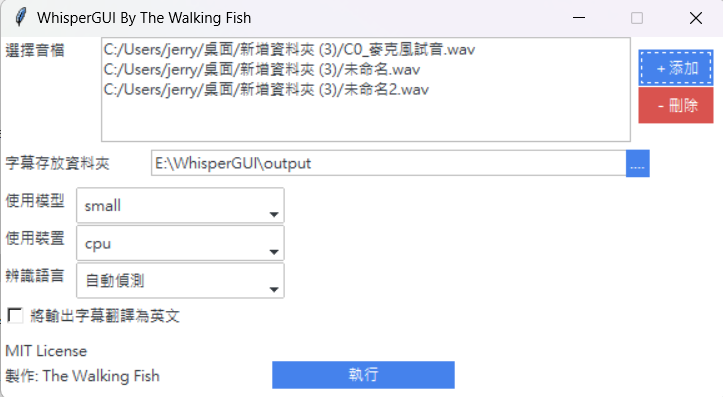 WhisperGUI By The Walking Fish
選擇音檔
C:/Users/jerry/桌面/新增資料夾 (3)/C0_麥克風試音.wav
C:/Users/jerry/桌面/新增資料夾 (3)/未命名.wav
C:/Users/jerry/桌面/新增資料夾 (3)/未命名2.wav
+ 添加
- 刪除
字幕存放資料夾 E:\WhisperGUI\output ....
使用模型 small
使用裝置 cpu
辨識語言 自動偵測
將輸出字幕翻譯為英文
MIT License
製作: The Walking Fish
執行